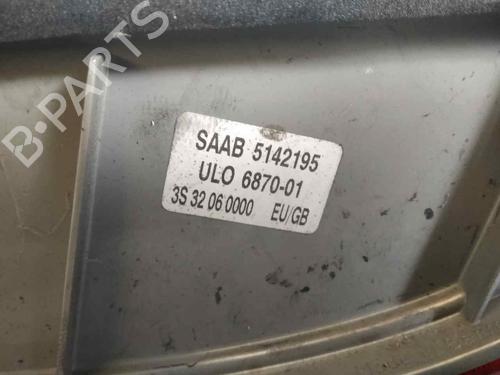 B-PARTS
SAAB 5142195
ULO 6870-01
3S 32 06 0000 EU/GB